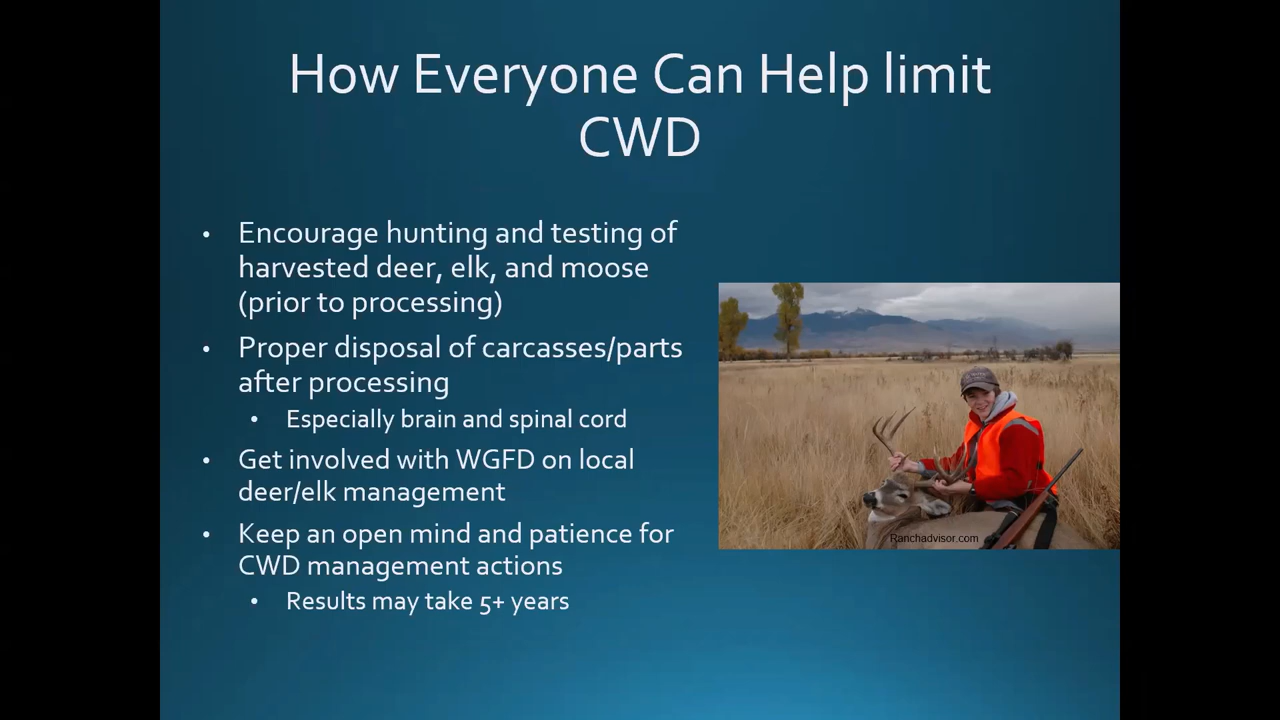 How Everyone Can Help limit
CWD
• Encourage hunting and testing of
harvested deer, elk, and moose
(prior to processing)
• Proper disposal of carcasses/parts
after processing
• Especially brain and spinal cord
• Get involved with WGFD on local
deer/elk management
• Keep an open mind and patience for
CWD management actions
• Results may take 5+ years
Ranchadvisor.com